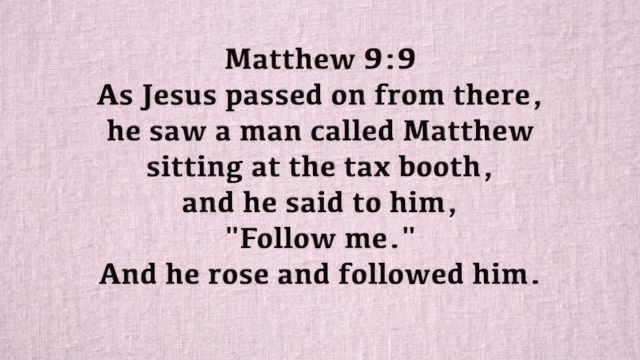 Matthew 9:9
As Jesus passed on from there,
he saw a man called Matthew
sitting at the tax booth,
and he said to him,
"Follow me."
And he rose and followed him.